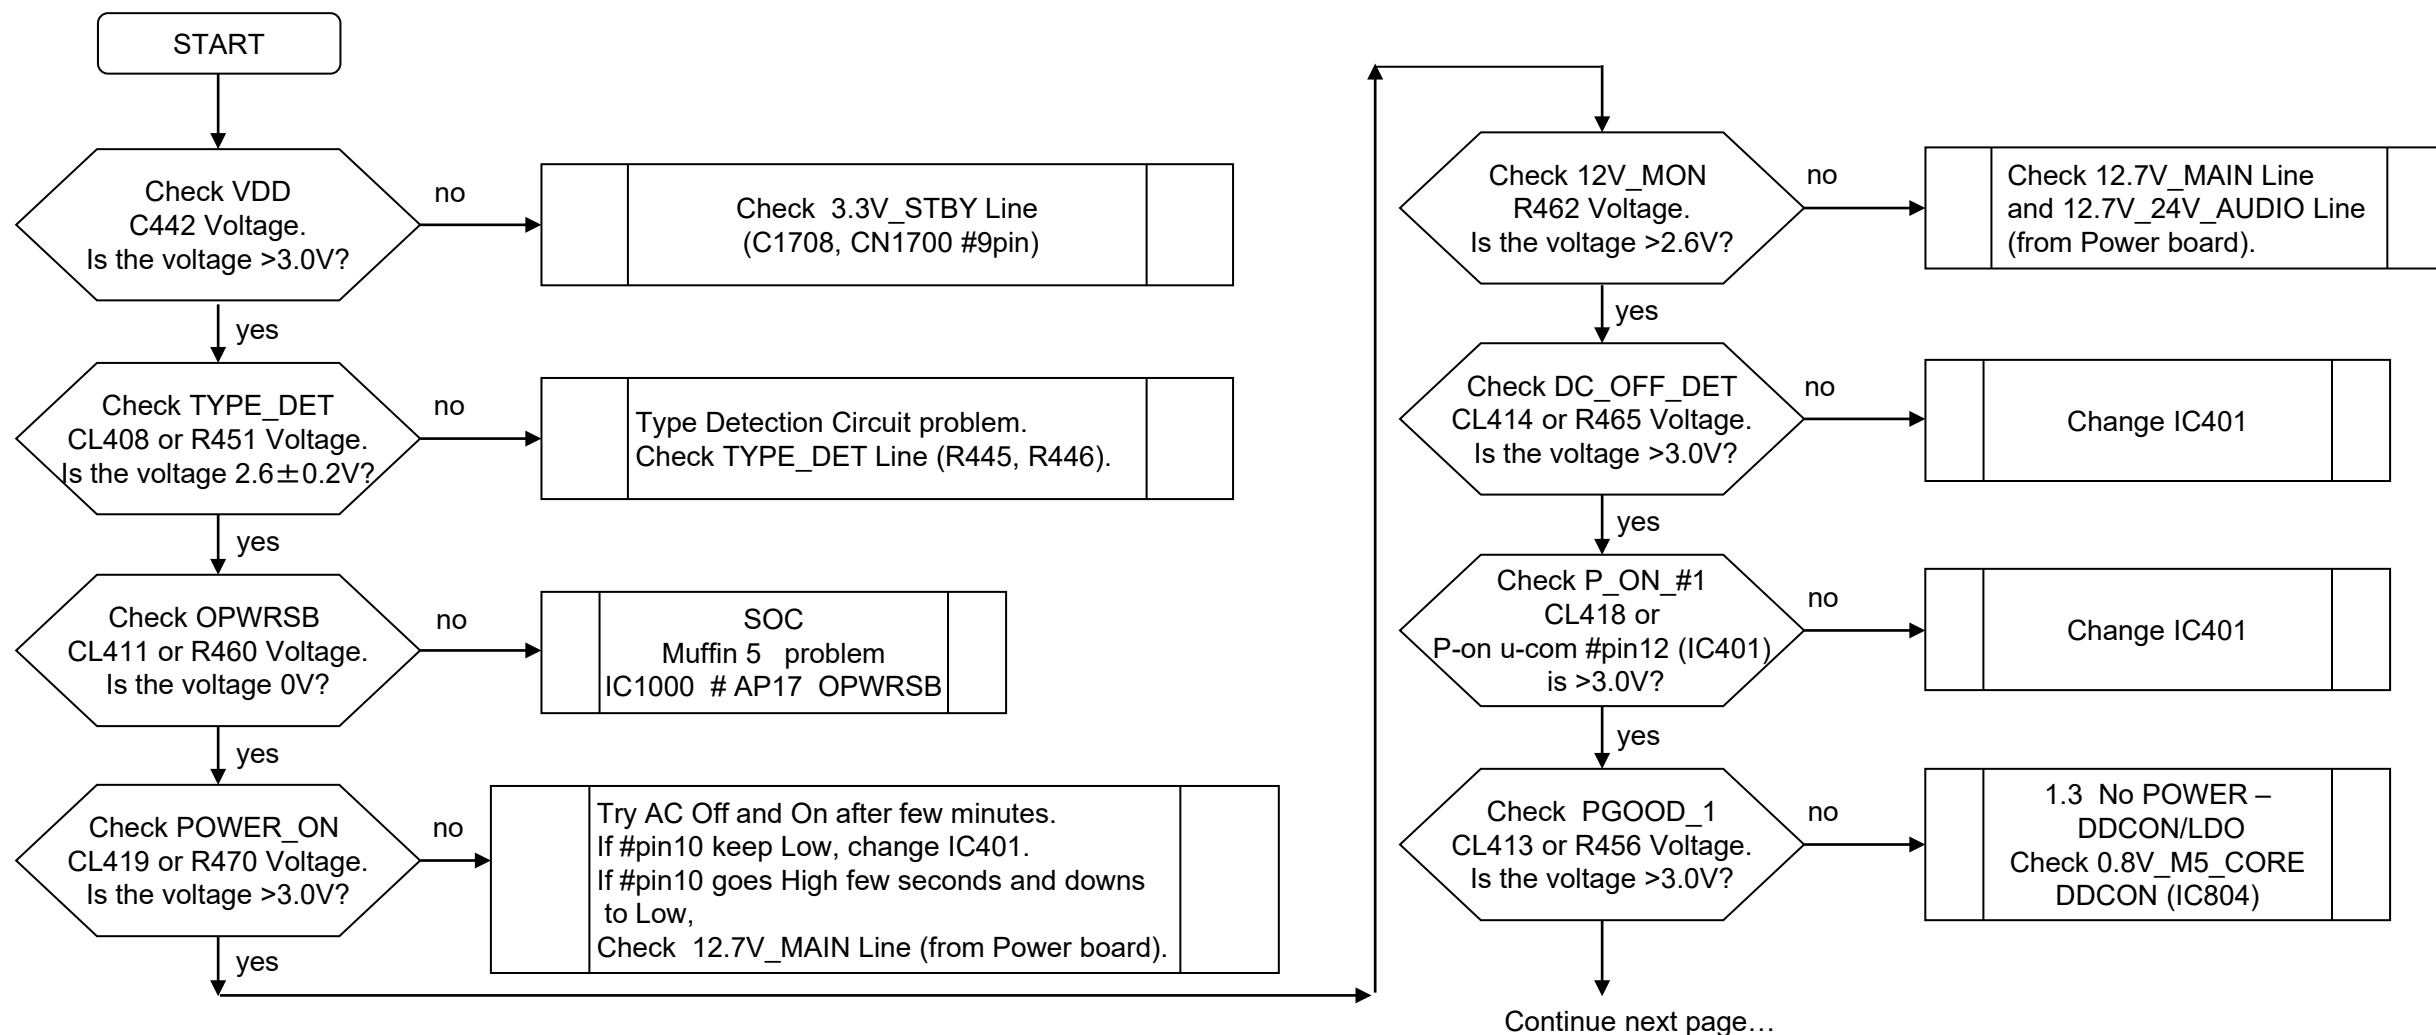 START
Check VDD
C442 Voltage.
Is the voltage >3.0V?
no
Check 3.3V_STBY Line
(C1708, CN1700 #9pin)
yes
Check TYPE_DET
CL408 or R451 Voltage.
Is the voltage 2.6±0.2V?
no
Type Detection Circuit problem.
Check TYPE_DET Line (R445, R446).
yes
Check OPWRSB
CL411 or R460 Voltage.
Is the voltage 0V?
no
SOC
Muffin 5 problem
IC1000 # AP17 OPWRSB
yes
Check POWER_ON
CL419 or R470 Voltage.
Is the voltage >3.0V?
no
Try AC Off and On after few minutes.
If #pin10 keep Low, change IC401.
If #pin10 goes High few seconds and downs
to Low,
Check 12.7V_MAIN Line (from Power board).
yes
Check 12V_MON
R462 Voltage.
Is the voltage >2.6V?
no
Check 12.7V_MAIN Line
and 12.7V_24V_AUDIO Line
(from Power board).
yes
Check DC_OFF_DET
CL414 or R465 Voltage.
Is the voltage >3.0V?
no
Change IC401
yes
Check P_ON_#1
CL418 or
P-on u-com #pin12 (IC401)
is >3.0V?
no
Change IC401
yes
Check PGOOD_1
CL413 or R456 Voltage.
Is the voltage >3.0V?
no
1.3 No POWER –
DDCON/LDO
Check 0.8V_M5_CORE
DDCON (IC804)
Continue next page…